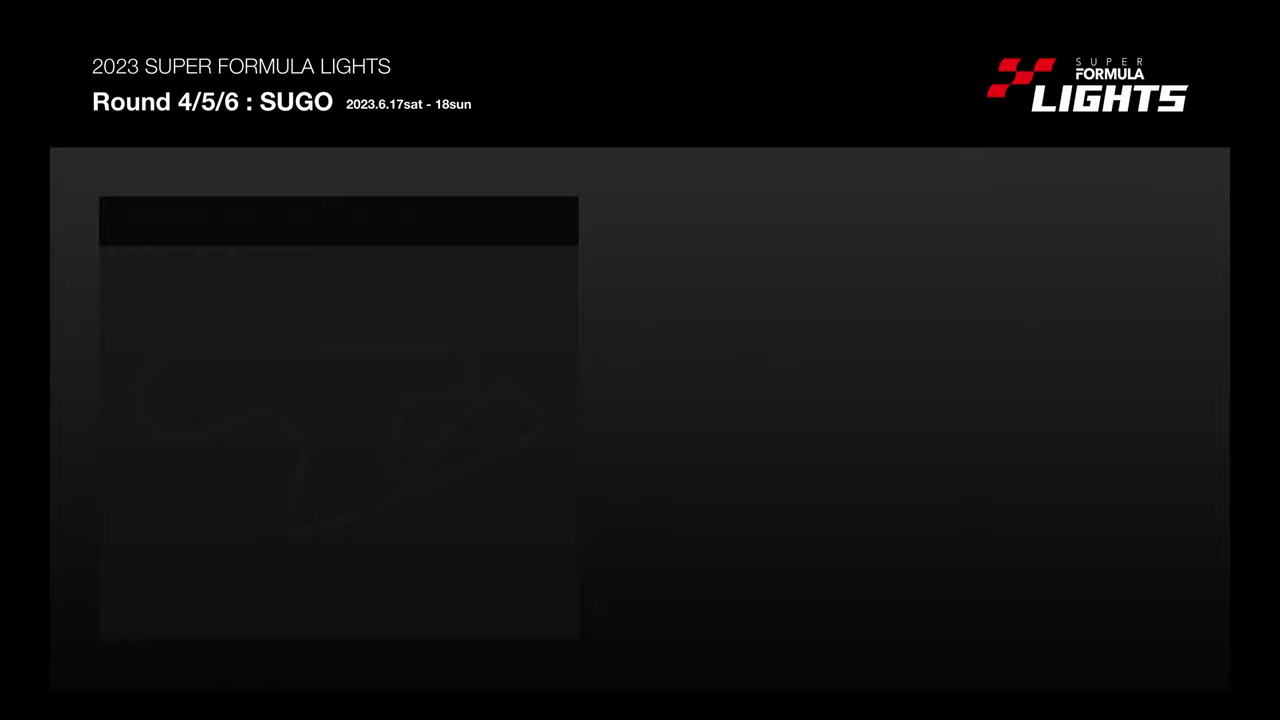 2023 SUPER FORMULA LIGHTS
Round 4/5/6 : SUGO 2023.6.17sat - 18sun
SUPER
FORMULA
LIGHTS